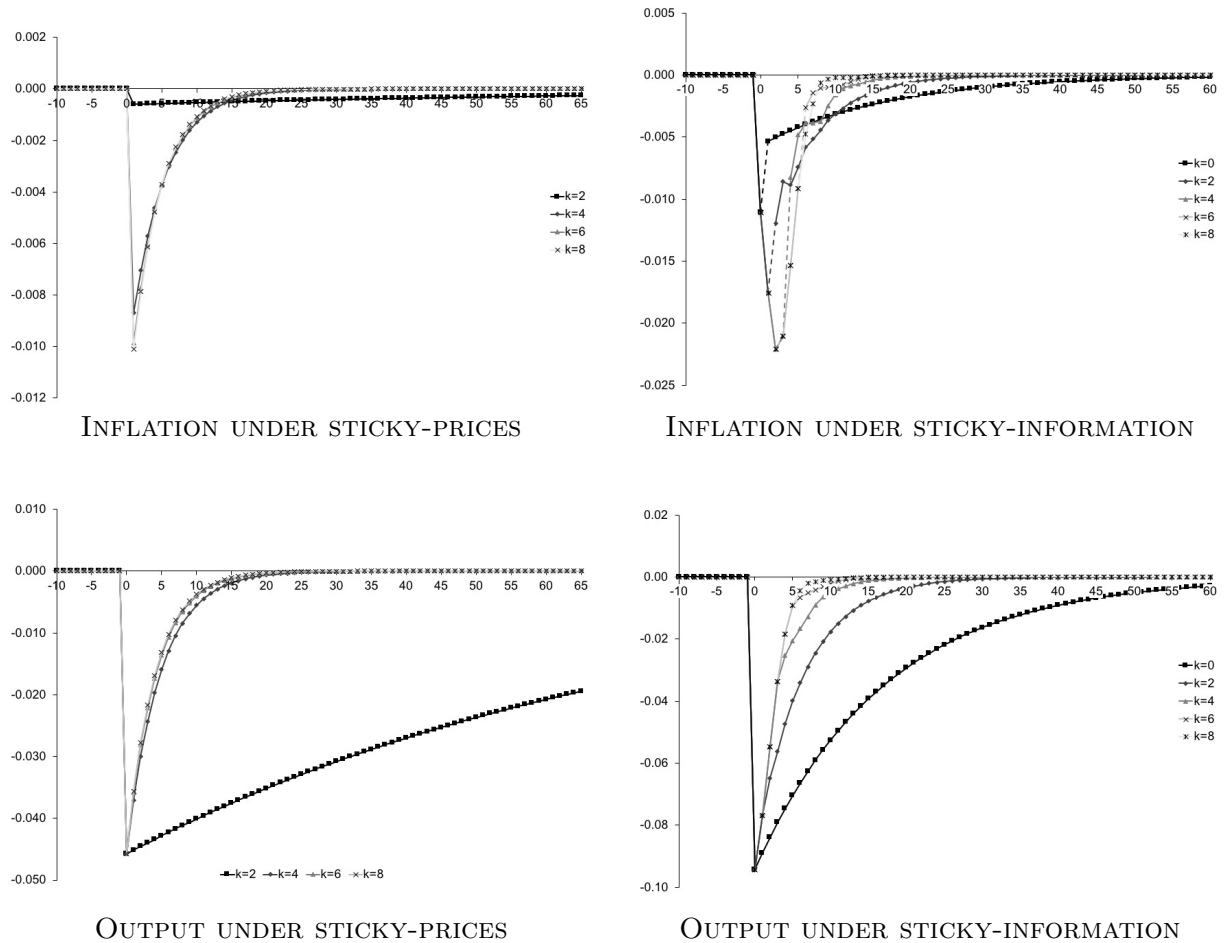 0.002
0.000
-10 -5 0 5 10 15 20 25 30 35 40 45 50 55 60 65
-0.002
-0.004
-0.006
-0.008
-0.010
-0.012
k=2
k=4
k=6
k=8
INFLATION UNDER STICKY-PRICES
0.005
0.000
-10 -5 0 5 10 15 20 25 30 35 40 45 50 55 60
-0.005
-0.010
-0.015
-0.020
-0.025
k=0
k=2
k=4
k=6
k=8
INFLATION UNDER STICKY-INFORMATION
0.010
0.000
-10 -5 0 5 10 15 20 25 30 35 40 45 50 55 60 65
-0.010
-0.020
-0.030
-0.040
-0.050
k=2 k=4 k=6 k=8
OUTPUT UNDER STICKY-PRICES
0.02
0.00
-10 -5 0 5 10 15 20 25 30 35 40 45 50 55 60
-0.02
-0.04
-0.06
-0.08
-0.10
k=0
k=2
k=4
k=6
k=8
OUTPUT UNDER STICKY-INFORMATION